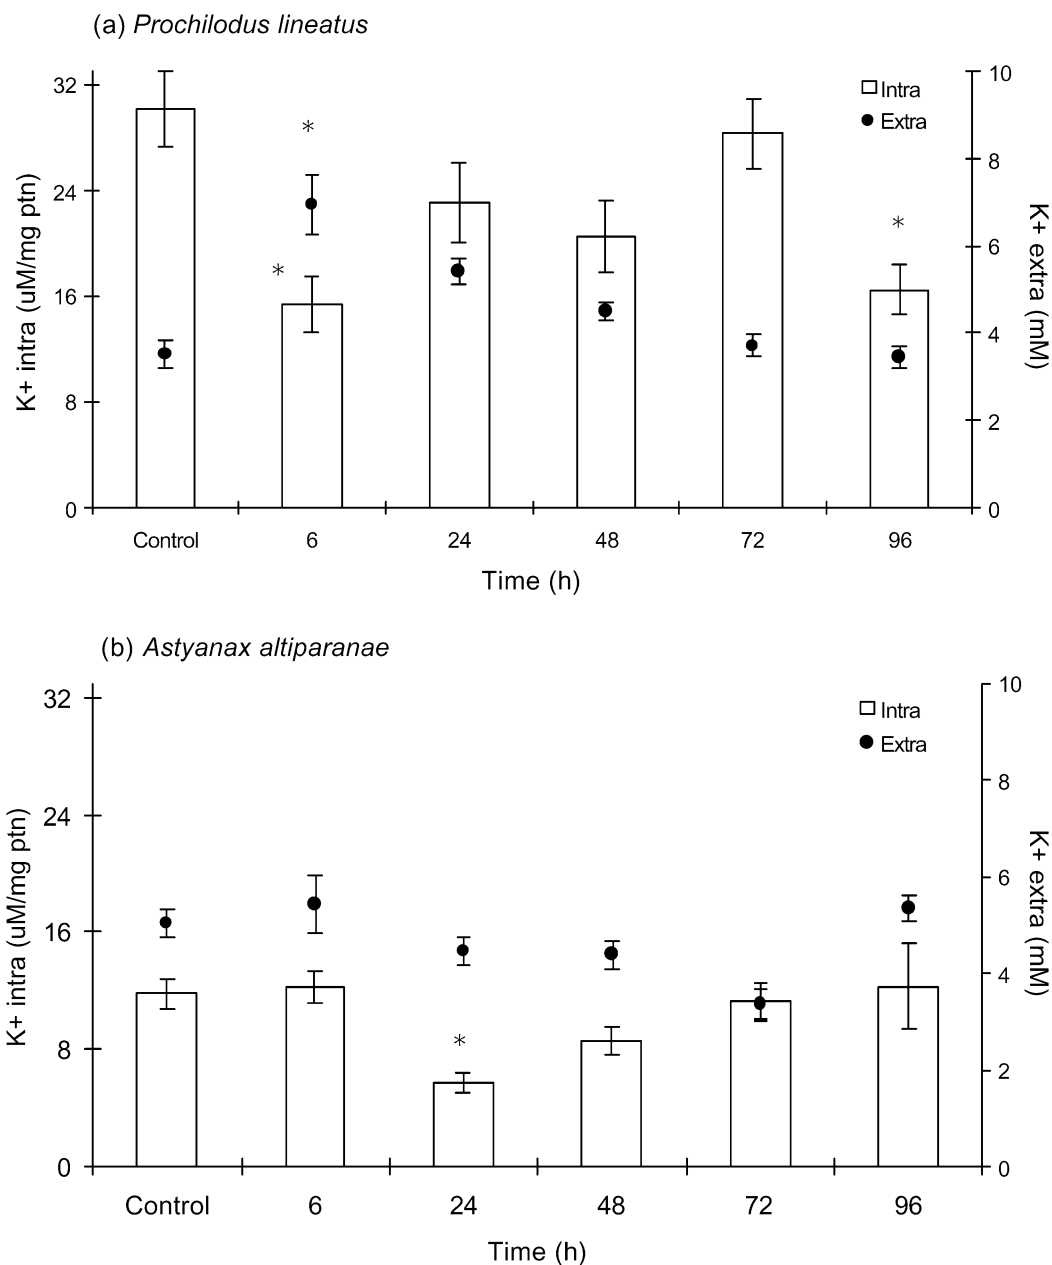 (a) Prochilodus lineatus
32
24
16
8
0
K+ intra (uM/mg ptn)
*
*
*
Intra
Extra
10
8
6
4
2
0
K+ extra (mM)
Control 6 24 48 72 96
Time (h)
(b) Astyanax altiparanae
32
24
16
8
0
K+ intra (uM/mg ptn)
*
Intra
Extra
10
8
6
4
2
0
K+ extra (mM)
Control 6 24 48 72 96
Time (h)